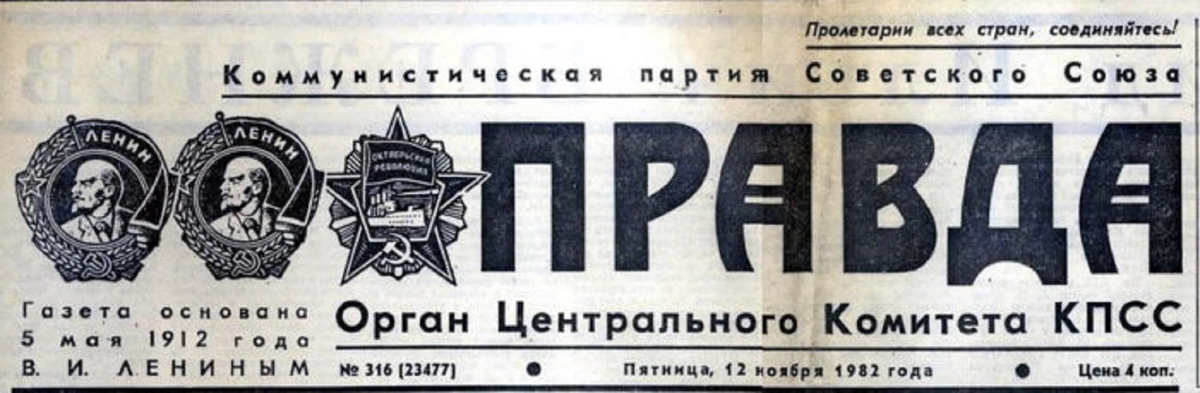 Пролетарии всех стран, соединяйтесь!
Коммунистическая партия Советского Союза
ЛЕНИН
ЛЕНИН
ОКТЯБРЬСКАЯ
РЕВОЛЮЦИЯ
ПРАВДА
Газета основана
5 мая 1912 года
В. И. ЛЕНИНЫМ
Орган Центрального Комитета КПСС
№ 316 (23477) ● Пятница, 12 ноября 1982 года ● Цена 4 коп.